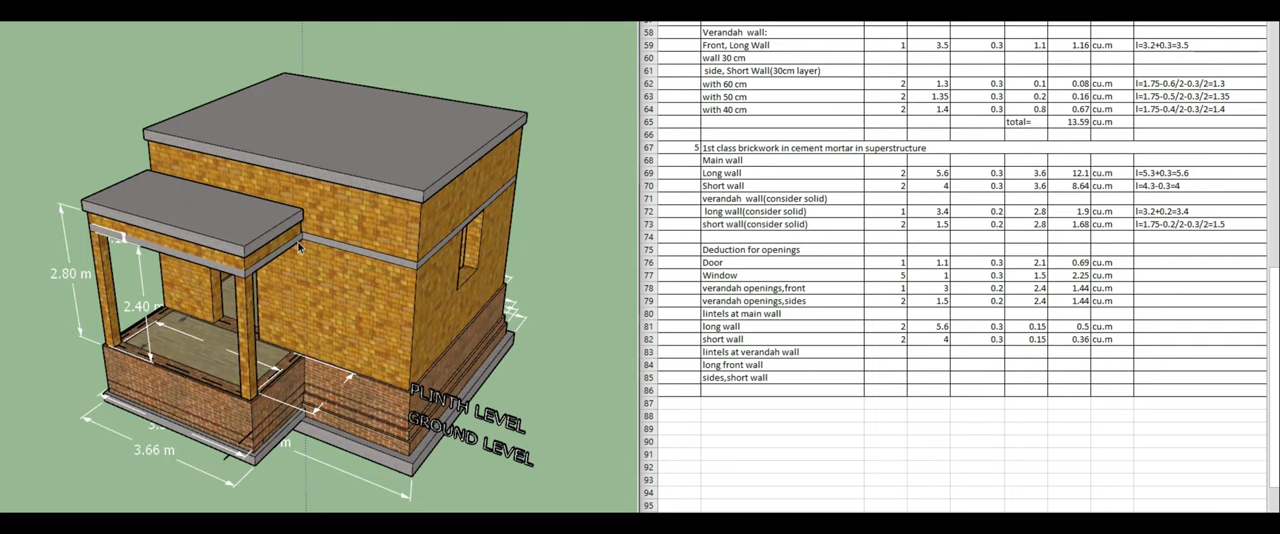 2.80 m
2.40
3.66 m
m
PLINTH LEVEL
GROUND LEVEL
58 Verandah wall:
59 Front, Long Wall 1 3.5 0.3 1.1 1.16 cu.m l=3.2+0.3=3.5
60 wall 30 cm
61 side, Short Wall(30cm layer)
62 with 60 cm 2 1.3 0.3 0.1 0.08 cu.m l=1.75-0.6/2-0.3/2=1.3
63 with 50 cm 2 1.35 0.3 0.2 0.16 cu.m l=1.75-0.5/2-0.3/2=1.35
64 with 40 cm 2 1.4 0.3 0.8 0.67 cu.m l=1.75-0.4/2-0.3/2=1.4
65 total= 13.59 cu.m
66
67 5 1st class brickwork in cement mortar in superstructure
68 Main wall
69 Long wall 2 5.6 0.3 3.6 12.1 cu.m l=5.3+0.3=5.6
70 Short wall 2 4 0.3 3.6 8.64 cu.m l=4.3-0.3=4
71 verandah wall(consider solid)
72 long wall(consider solid) 1 3.4 0.2 2.8 1.9 cu.m l=3.2+0.2=3.4
73 short wall(consider solid) 2 1.5 0.2 2.8 1.68 cu.m l=1.75-0.2/2-0.3/2=1.5
74
75 Deduction for openings
76 Door 1 1.1 0.3 2.1 0.69 cu.m
77 Window 5 1 0.3 1.5 2.25 cu.m
78 verandah openings,front 1 3 0.2 2.4 1.44 cu.m
79 verandah openings,sides 2 1.5 0.2 2.4 1.44 cu.m
80 lintels at main wall
81 long wall 2 5.6 0.3 0.15 0.5 cu.m
82 short wall 2 4 0.3 0.15 0.36 cu.m
83 lintels at verandah wall
84 long front wall
85 sides,short wall
86
87
88
89
90
91
92
93
94
95